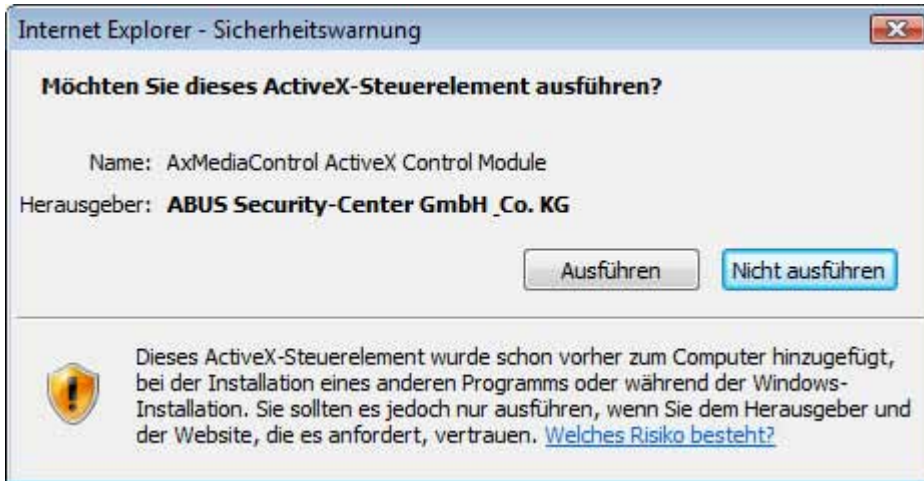 Internet Explorer - Sicherheitswarnung
Möchten Sie dieses ActiveX-Steuerelement ausführen?
Name: AxMediaControl ActiveX Control Module
Herausgeber: ABUS Security-Center GmbH _Co. KG
Ausführen Nicht ausführen
Dieses ActiveX-Steuerelement wurde schon vorher zum Computer hinzugefügt,
bei der Installation eines anderen Programms oder während der Windows-
Installation. Sie sollten es jedoch nur ausführen, wenn Sie dem Herausgeber und
der Website, die es anfordert, vertrauen. Welches Risiko besteht?